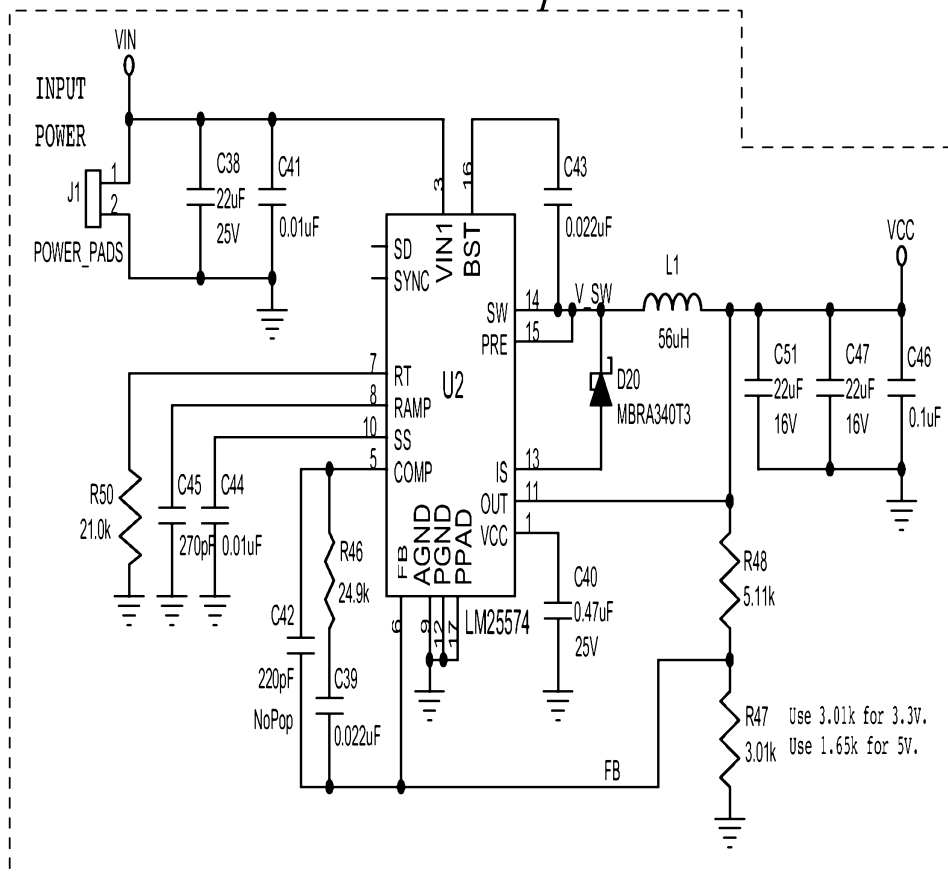 VIN
INPUT
POWER
J1
1
2
POWER_PADS
C38
22uF
25V
C41
0.01uF
3
16
VIN1
BST
C43
0.022uF
SD
SYNC
SW
14
V_SW
PRE
15
L1
56uH
VCC
C51
22uF
16V
C47
22uF
16V
C46
0.1uF
7
RT
8
RAMP
10
SS
5
COMP
U2
D20
MBRA340T3
IS
13
OUT
11
VCC
1
FB
AGND
PGND
PPAD
6
9
12
17
LM25574
R50
21.0k
C45
270pF
C44
0.01uF
R46
24.9k
C42
220pF
NoPop
C39
0.022uF
C40
0.47uF
25V
R48
5.11k
R47
3.01k
Use 3.01k for 3.3V.
Use 1.65k for 5V.
FB